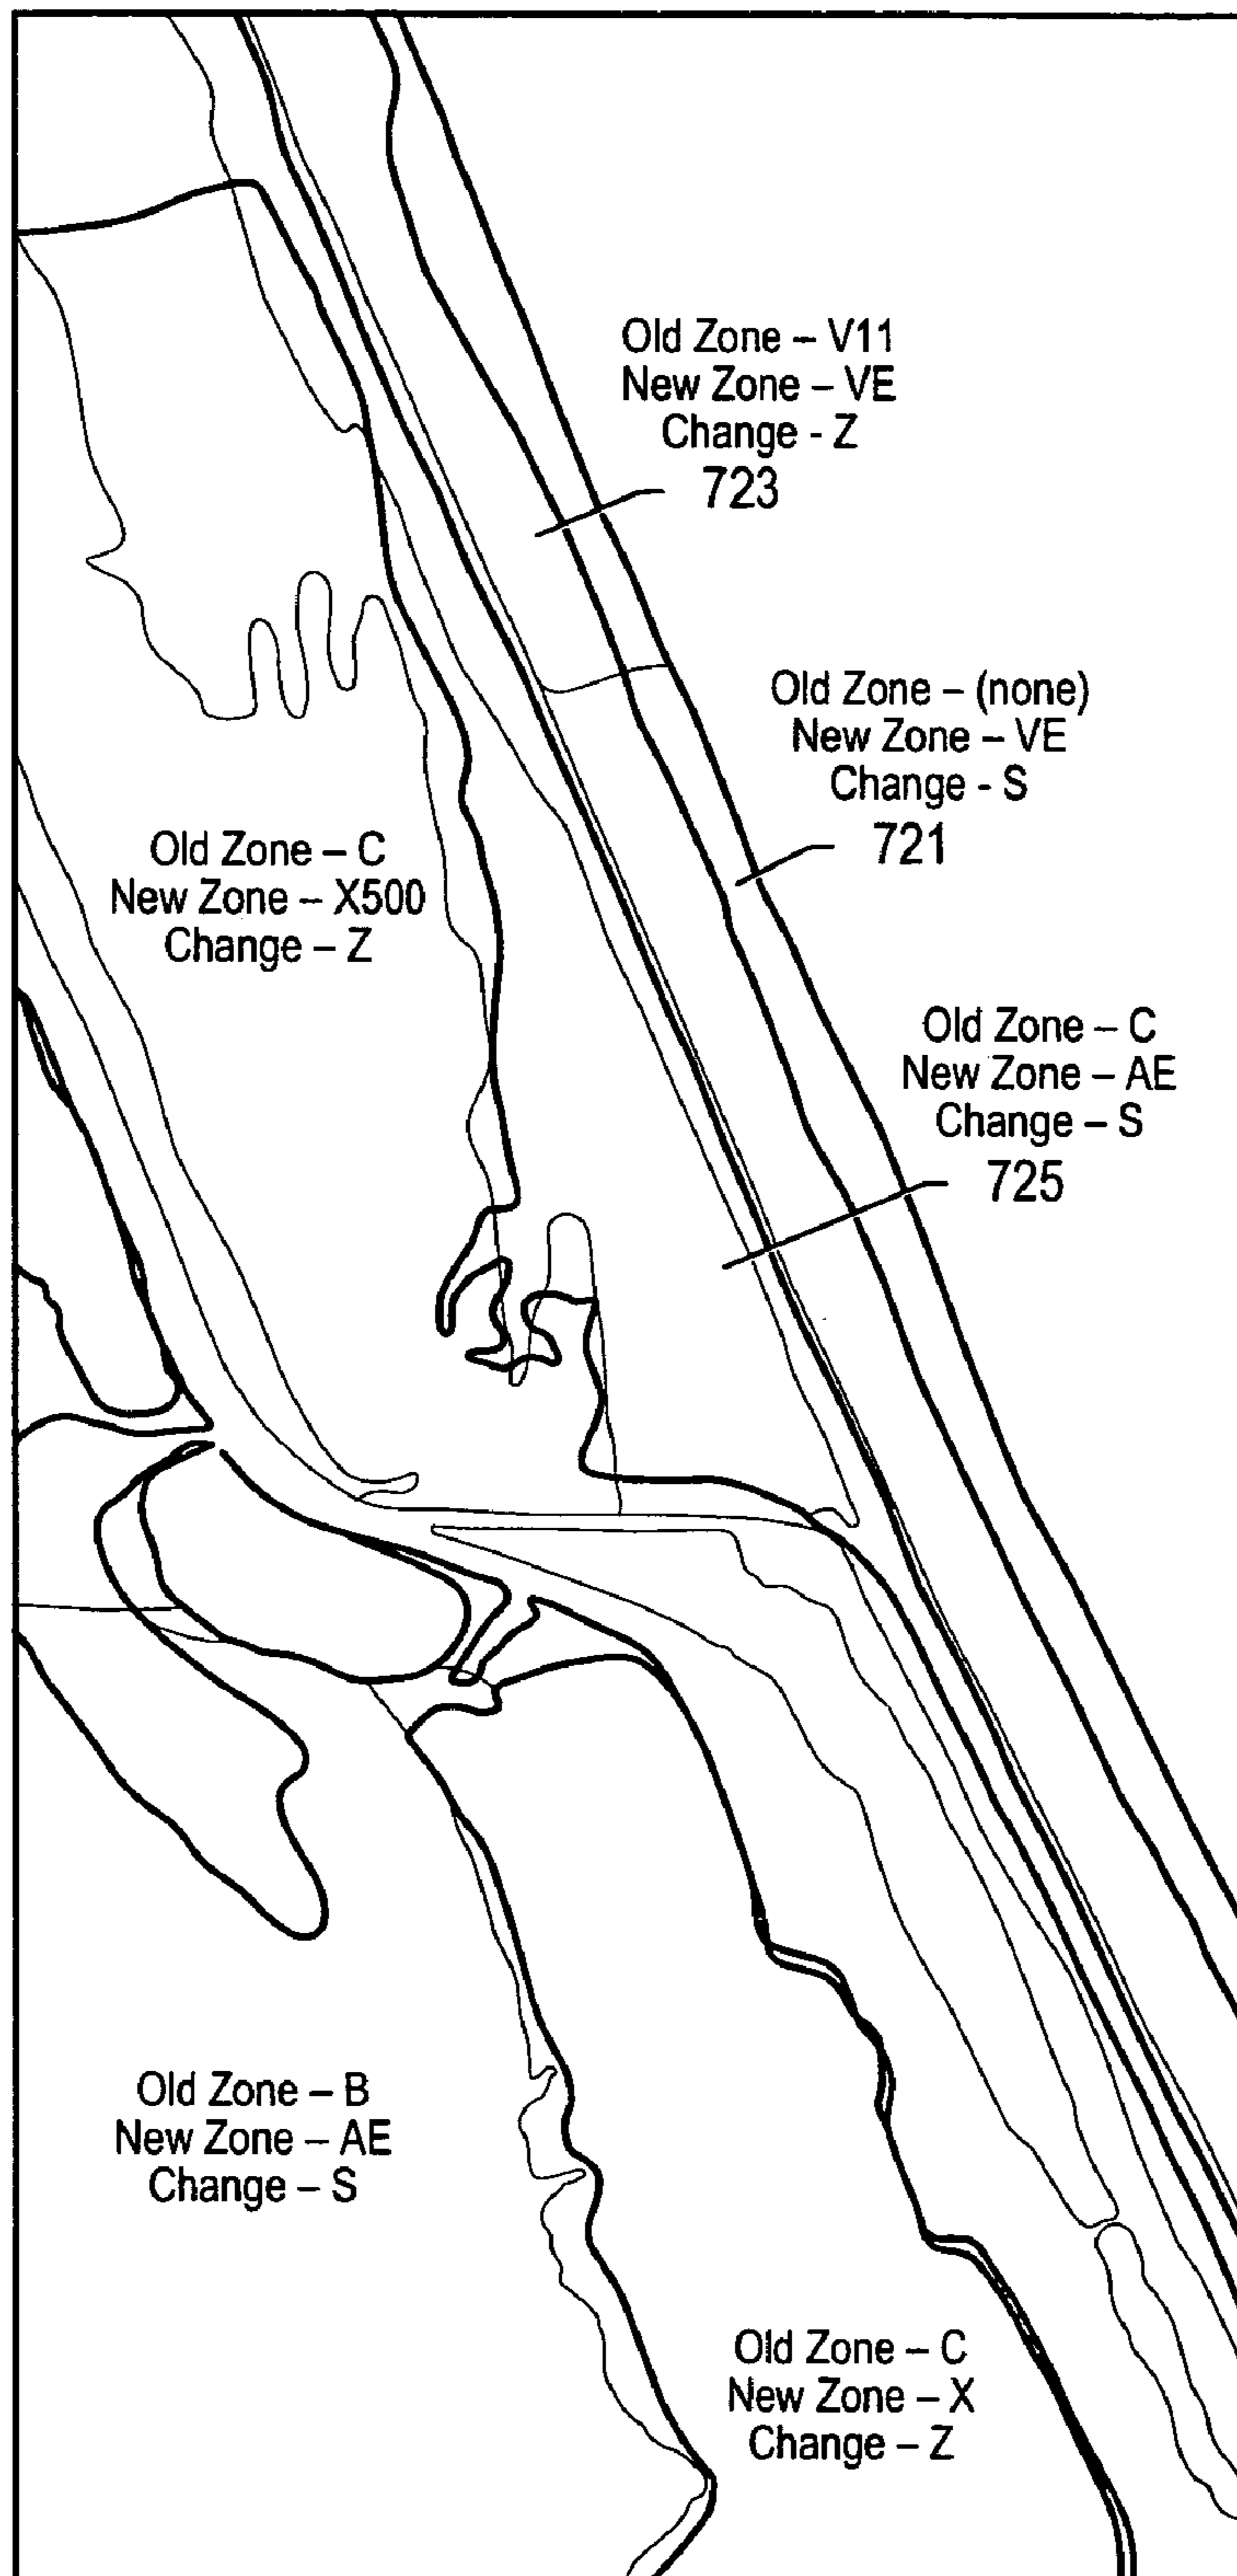 Old Zone – V11
New Zone – VE
Change - Z
723
Old Zone – (none)
New Zone – VE
Change - S
721
Old Zone – C
New Zone – X500
Change – Z
Old Zone – C
New Zone – AE
Change – S
725
Old Zone – B
New Zone – AE
Change – S
Old Zone – C
New Zone – X
Change – Z